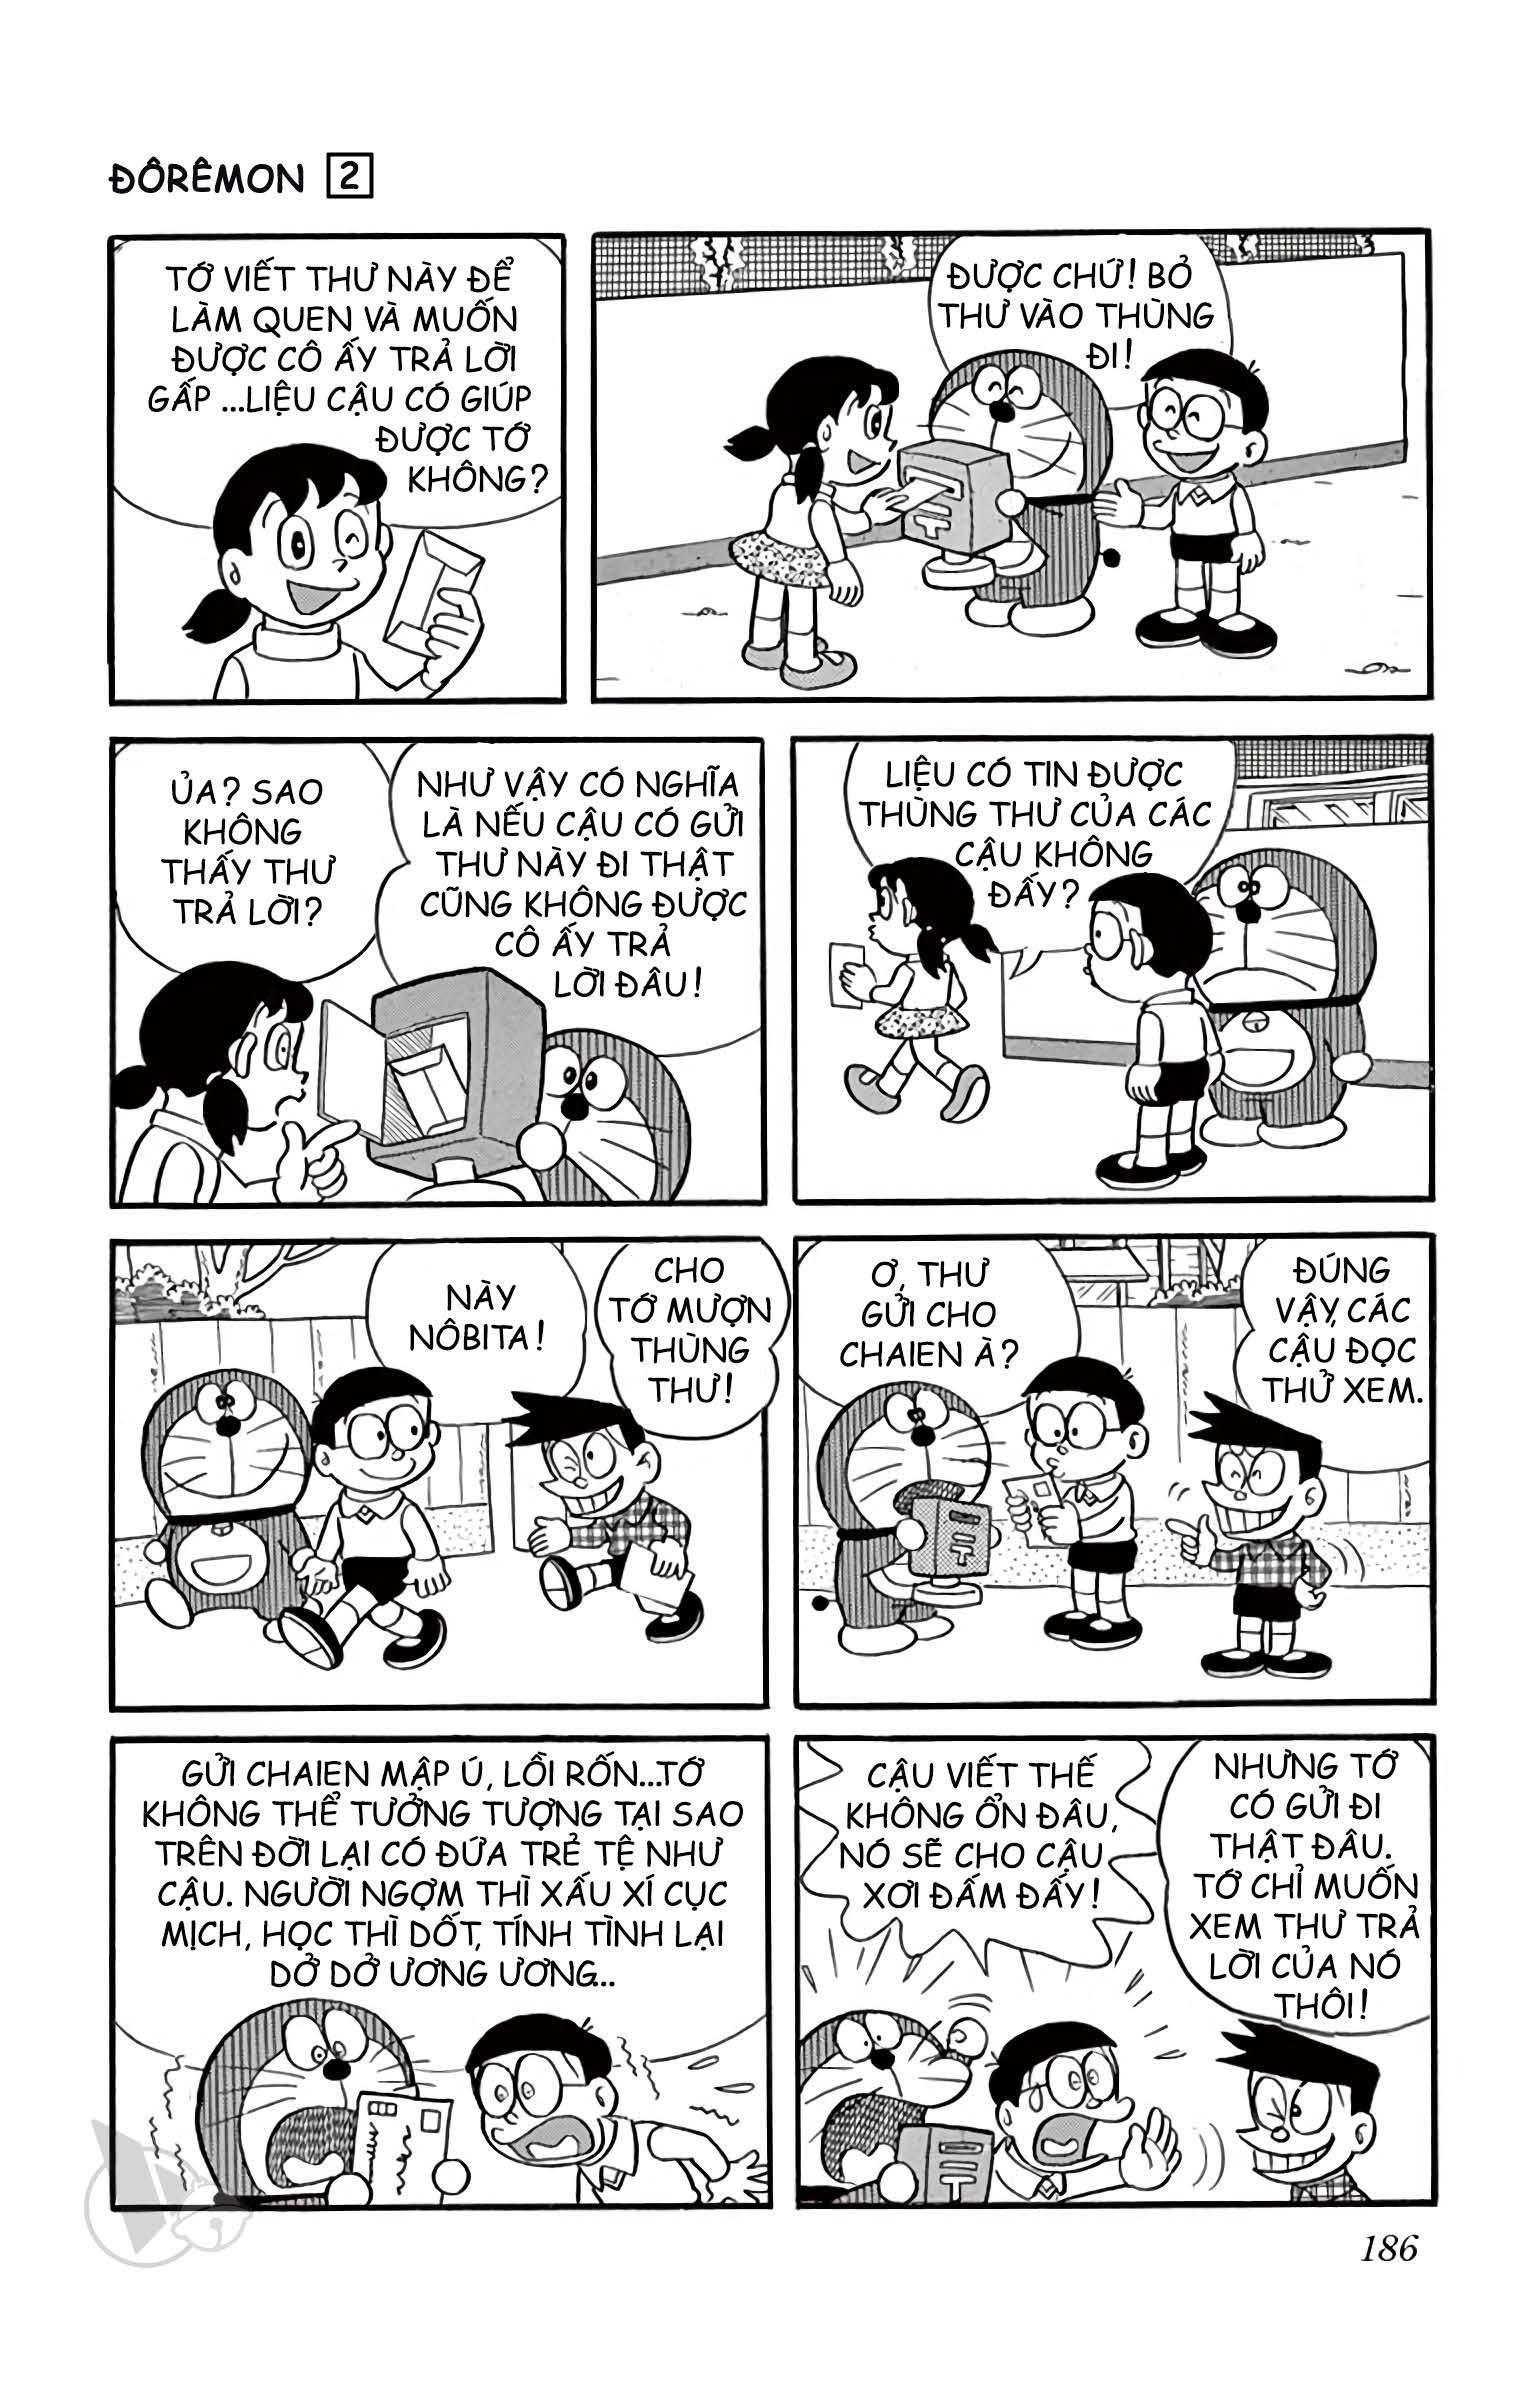 ĐÔRÊMON 2
TỚ VIẾT THƯ NÀY ĐỂ
LÀM QUEN VÀ MUỐN
ĐƯỢC CÔ ẤY TRẢ LỜI
GẤP ...LIỆU CẬU CÓ GIÚP
ĐƯỢC TỚ
KHÔNG?
ĐƯỢC CHỨ! BỎ
THƯ VÀO THÙNG
ĐI!
ỦA? SAO
KHÔNG
THẤY THƯ
TRẢ LỜI?
NHƯ VẬY CÓ NGHĨA
LÀ NẾU CẬU CÓ GỬI
THƯ NÀY ĐI THẬT
CŨNG KHÔNG ĐƯỢC
CÔ ẤY TRẢ
LỜI ĐÂU!
LIỆU CÓ TIN ĐƯỢC
THÙNG THƯ CỦA CÁC
CẬU KHÔNG
ĐẤY?
NÀY
NÔBITA!
CHO
TỚ MƯỢN
THÙNG
THƯ!
Ơ, THƯ
GỬI CHO
CHAIEN À?
ĐÚNG
VẬY, CÁC
CẬU ĐỌC
THỬ XEM.
GỬI CHAIEN MẬP Ú, LỒI RỐN...TỚ
KHÔNG THỂ TƯỞNG TƯỢNG TẠI SAO
TRÊN ĐỜI LẠI CÓ ĐỨA TRẺ TỆ NHƯ
CẬU. NGƯỜI NGỢM THÌ XẤU XÍ CỤC
MỊCH, HỌC THÌ DỐT, TÍNH TÌNH LẠI
DỞ DỞ ƯƠNG ƯƠNG...
CẬU VIẾT THẾ
KHÔNG ỔN ĐÂU,
NÓ SẼ CHO CẬU
XƠI ĐẤM ĐẤY!
NHƯNG TỚ
CÓ GỬI ĐI
THẬT ĐÂU.
TỚ CHỈ MUỐN
XEM THƯ TRẢ
LỜI CỦA NÓ
THÔI!
186